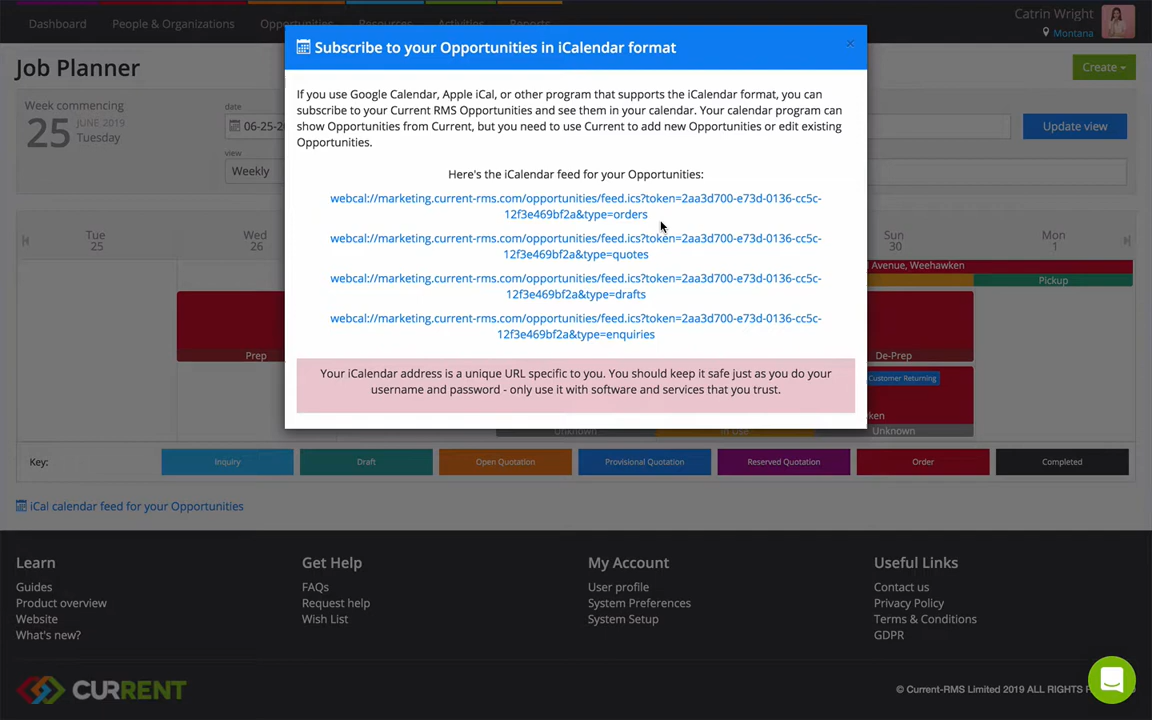 Dashboard
People & Organizations
Opportunities
Resources
Activities
Reports
Catrin Wright
Montana
Job Planner
Create
Week commencing
25
JUNE 2019
Tuesday
date
06-25-2
view
Weekly
Update view
Subscribe to your Opportunities in iCalendar format
×
If you use Google Calendar, Apple iCal, or other program that supports the iCalendar format, you can
subscribe to your Current RMS Opportunities and see them in your calendar. Your calendar program can
show Opportunities from Current, but you need to use Current to add new Opportunities or edit existing
Opportunities.
Here's the iCalendar feed for your Opportunities:
webcal://marketing.current-rms.com/opportunities/feed.ics?token=2aa3d700-e73d-0136-cc5c-
12f3e469bf2a&type=orders
webcal://marketing.current-rms.com/opportunities/feed.ics?token=2aa3d700-e73d-0136-cc5c-
12f3e469bf2a&type=quotes
webcal://marketing.current-rms.com/opportunities/feed.ics?token=2aa3d700-e73d-0136-cc5c-
12f3e469bf2a&type=drafts
webcal://marketing.current-rms.com/opportunities/feed.ics?token=2aa3d700-e73d-0136-cc5c-
12f3e469bf2a&type=enquiries
Your iCalendar address is a unique URL specific to you. You should keep it safe just as you do your
username and password - only use it with software and services that you trust.
Tue
25
Wed
26
Sun
30
Mon
1
Avenue, Weehawken
Pickup
Prep
De-Prep
Customer Returning
ken
Unknown
In Use
Unknown
Key:
Inquiry
Draft
Open Quotation
Provisional Quotation
Reserved Quotation
Order
Completed
iCal calendar feed for your Opportunities
Learn
Guides
Product overview
Website
What's new?
Get Help
FAQs
Request help
Wish List
My Account
User profile
System Preferences
System Setup
Useful Links
Contact us
Privacy Policy
Terms & Conditions
GDPR
CURRENT
© Current-RMS Limited 2019 ALL RIGHTS R